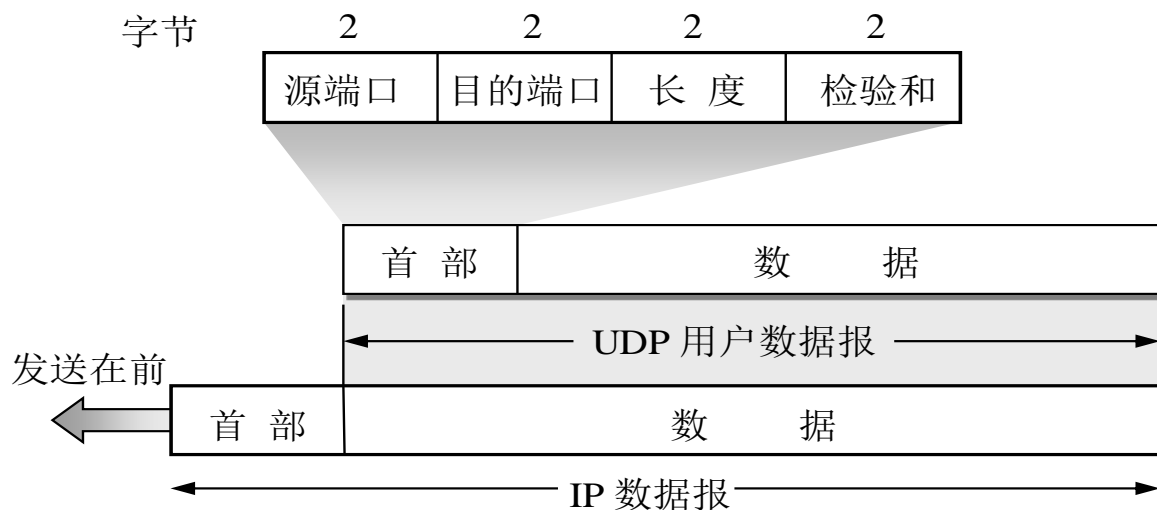 字节 2 2 2 2
源端口 目的端口 长 度 检验和
首 部 数 据
UDP 用户数据报
发送在前
首 部 数 据
IP 数据报